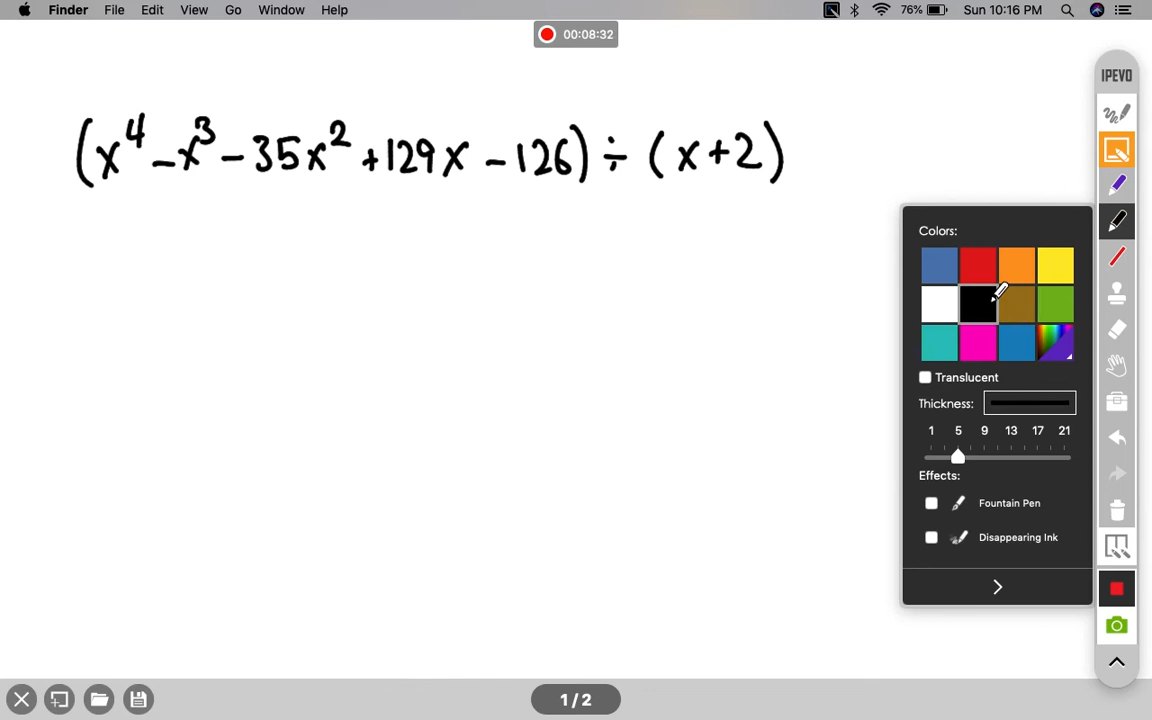 Finder File Edit View Go Window Help 76% Sun 10:16 PM
00:08:32
IPEVO
(x⁴ - x³ - 35x² + 129x - 126) ÷ (x + 2)
Colors:
Translucent
Thickness:
1 5 9 13 17 21
Effects:
Fountain Pen
Disappearing Ink
1 / 2